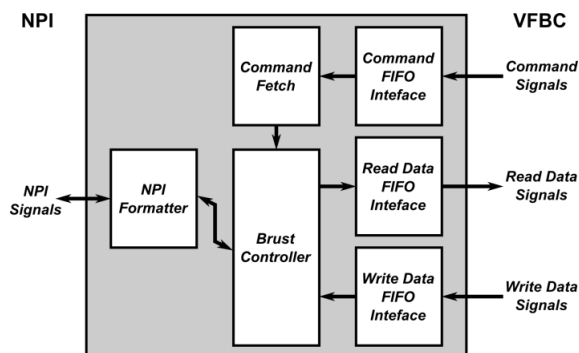 NPI
VFBC
Command
Fetch
Command
FIFO
Inteface
Command
Signals
NPI
Signals
NPI
Formatter
Brust
Controller
Read Data
FIFO
Inteface
Read Data
Signals
Write Data
FIFO
Inteface
Write Data
Signals